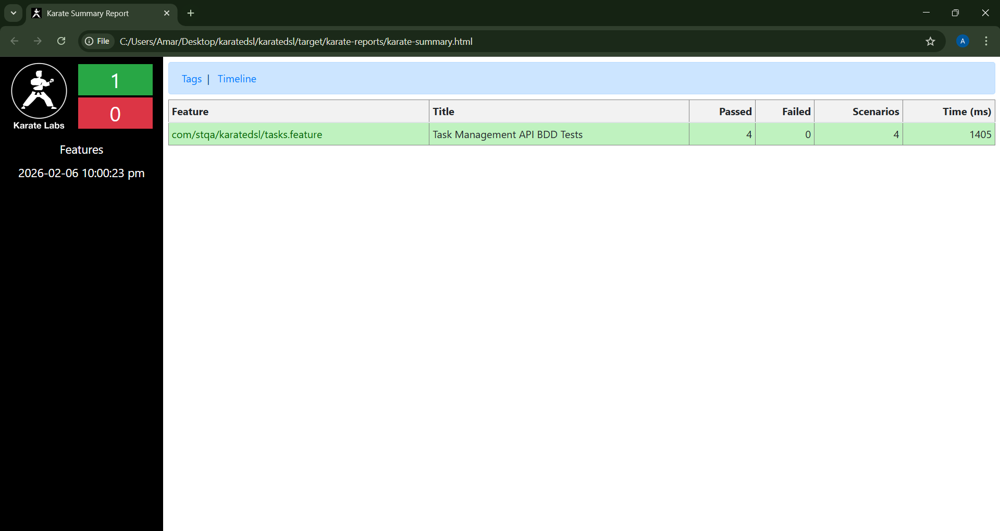 Karate Summary Report
File C:/Users/Amar/Desktop/karatedsl/karatedsl/target/karate-reports/karate-summary.html
A
1
0
Karate Labs
Features
2026-02-06 10:00:23 pm
Tags | Timeline
Feature Title Passed Failed Scenarios Time (ms)
com/stqa/karatedsl/tasks.feature Task Management API BDD Tests 4 0 4 1405